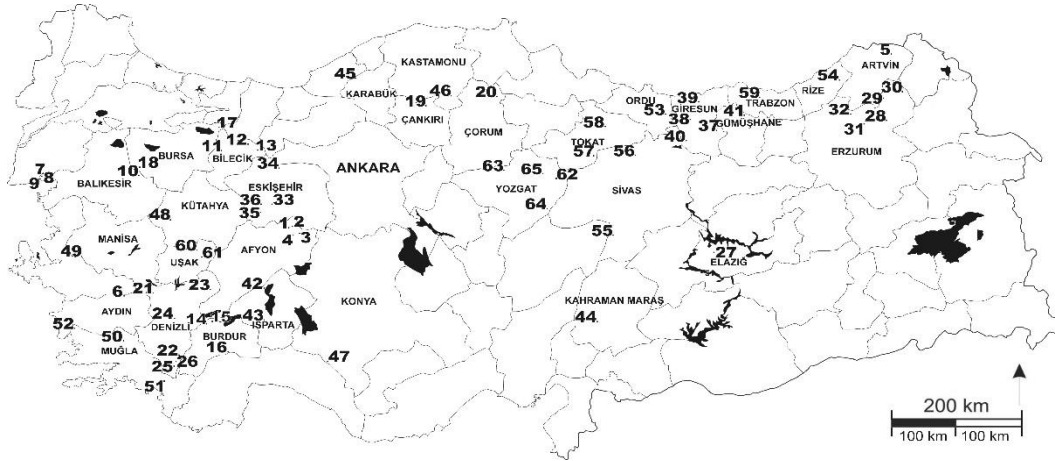 5
ARTVİN
KASTAMONU
45
54
RİZE
30
KARABÜK
46
20
39
59
29
19
ORDU
53
GİRESUN
41
TRABZON
32
28
ÇANKIRI
38
37
GÜMÜŞHANE
31
17
58
ÇORUM
TOKAT
40
ERZURUM
12
13
11
BİLECİK
57
56
BURSA
18
34
ANKARA
63
65
62
7
8
9
10
BALIKESİR
ESKİŞEHİR
YOZGAT
SİVAS
KÜTAHYA
36
33
64
48
35
1
2
MANİSA
60
AFYON
4
3
55
49
UŞAK
61
27
ELAZIĞ
6
21
23
42
KONYA
KAHRAMAN MARAŞ
AYDIN
24
14
15
43
44
52
DENİZLİ
ISPARTA
50
BURDUR
MUĞLA
22
16
47
25
26
51
200 km
100 km
100 km